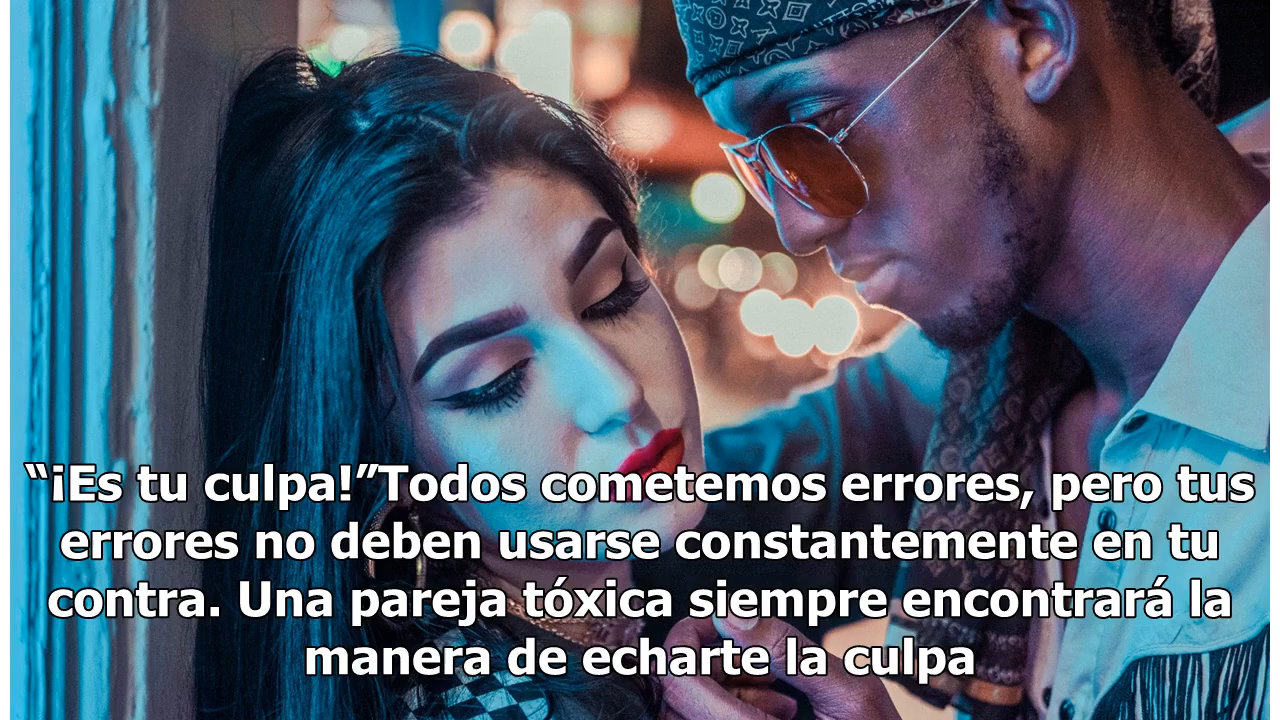 “¡Es tu culpa!”Todos cometemos errores, pero tus
errores no deben usarse constantemente en tu
contra. Una pareja tóxica siempre encontrará la
manera de echarte la culpa